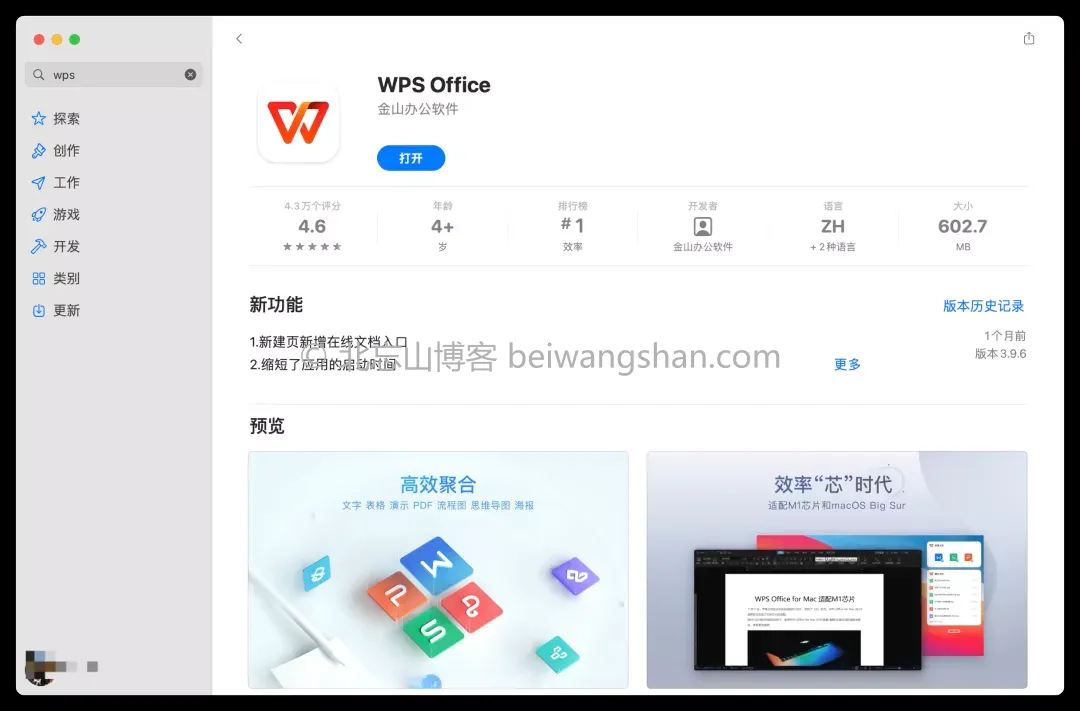 wps
探索
创作
工作
游戏
开发
类别
更新
WPS Office
金山办公软件
打开
4.3 万个评分
4.6
年龄
4+
岁
排行榜
#1
效率
开发者
金山办公软件
语言
ZH
+ 2 种语言
大小
602.7
MB
新功能
版本历史记录
1.新建页新增在线文档入口
2.缩短了应用的启动时间
更多
1个月前
版本 3.9.6
© 北忘山博客 beiwangshan.com
预览
高效聚合
文字 表格 演示 PDF 流程图 思维导图 海报
效率“芯”时代
适配M1芯片和macOS Big Sur
WPS Office for Mac 适配M1芯片